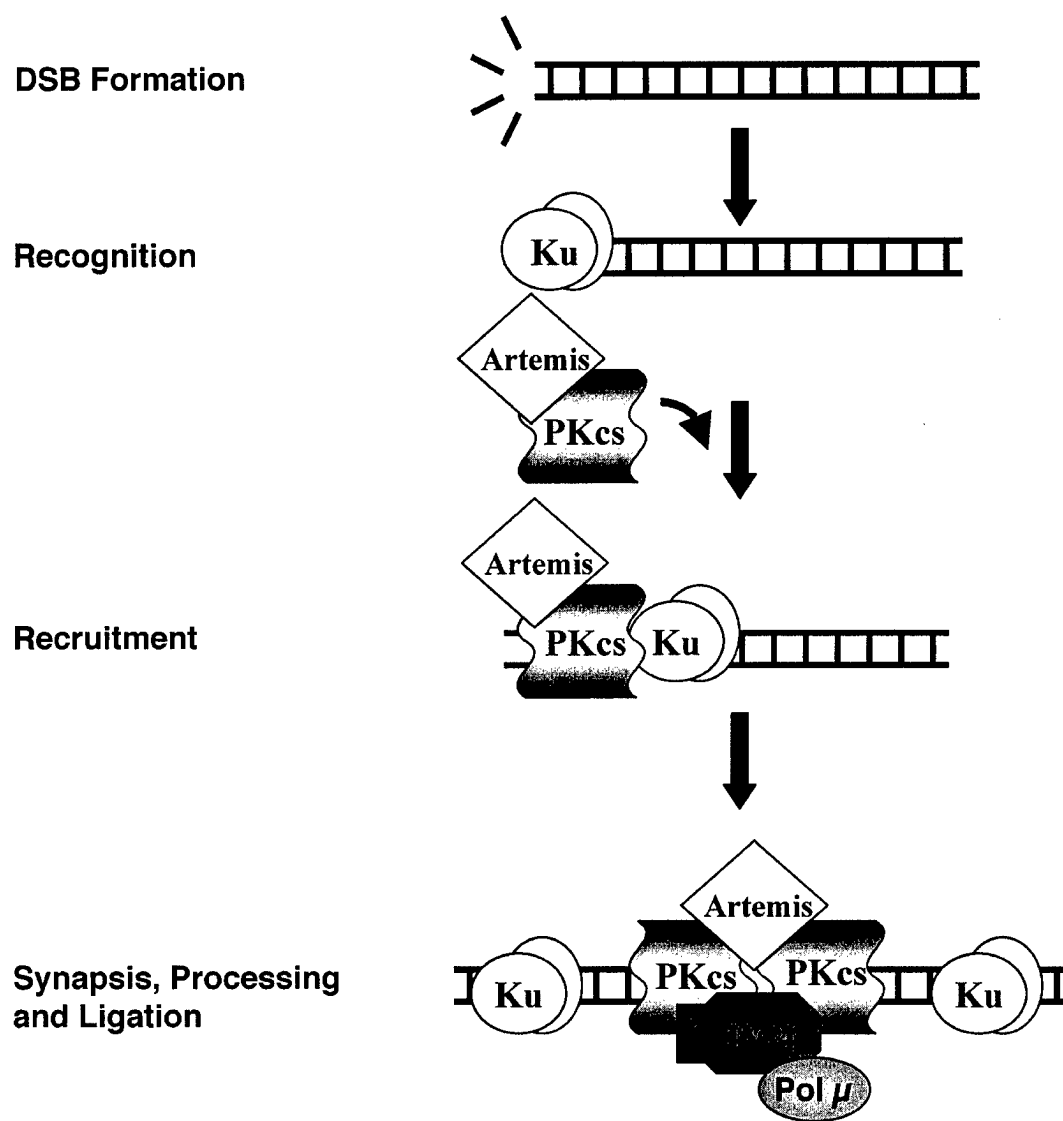 DSB Formation
Recognition
Ku
Artemis
PKcs
Artemis
Recruitment
PKcs
Ku
Artemis
Synapsis, Processing
and Ligation
Ku
PKcs
PKcs
Ku
Pol μ